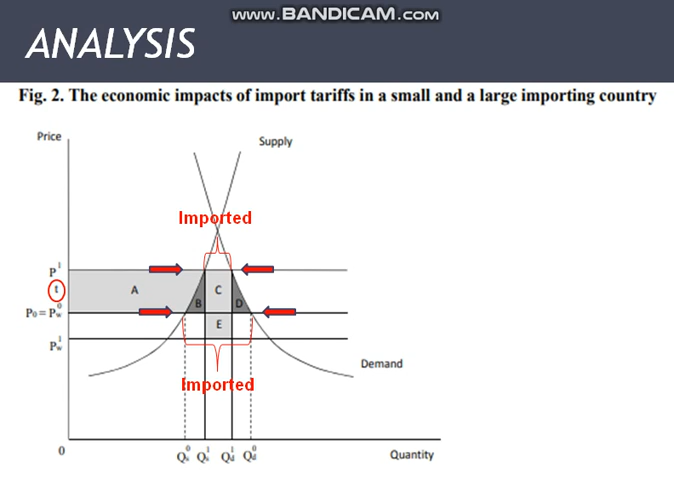 www.BANDICAM.com
ANALYSIS
Fig. 2. The economic impacts of import tariffs in a small and a large importing country
Price
Supply
Imported
P¹
t
A
B
C
D
P₀ = P⁰w
E
P¹w
Demand
Imported
0
Q⁰s Q¹s Q¹d Q⁰d
Quantity